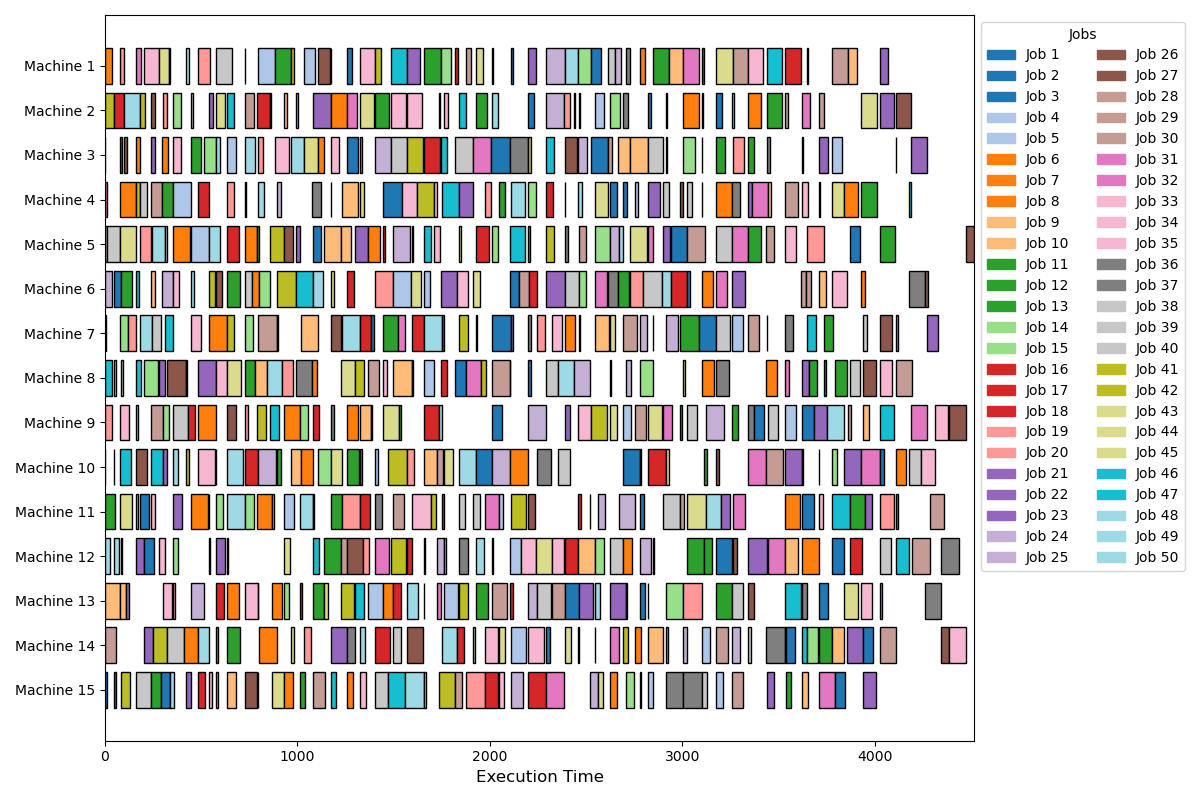 Machine 1
Machine 2
Machine 3
Machine 4
Machine 5
Machine 6
Machine 7
Machine 8
Machine 9
Machine 10
Machine 11
Machine 12
Machine 13
Machine 14
Machine 15
0 1000 2000 3000 4000
Execution Time
Jobs
Job 1
Job 2
Job 3
Job 4
Job 5
Job 6
Job 7
Job 8
Job 9
Job 10
Job 11
Job 12
Job 13
Job 14
Job 15
Job 16
Job 17
Job 18
Job 19
Job 20
Job 21
Job 22
Job 23
Job 24
Job 25
Job 26
Job 27
Job 28
Job 29
Job 30
Job 31
Job 32
Job 33
Job 34
Job 35
Job 36
Job 37
Job 38
Job 39
Job 40
Job 41
Job 42
Job 43
Job 44
Job 45
Job 46
Job 47
Job 48
Job 49
Job 50